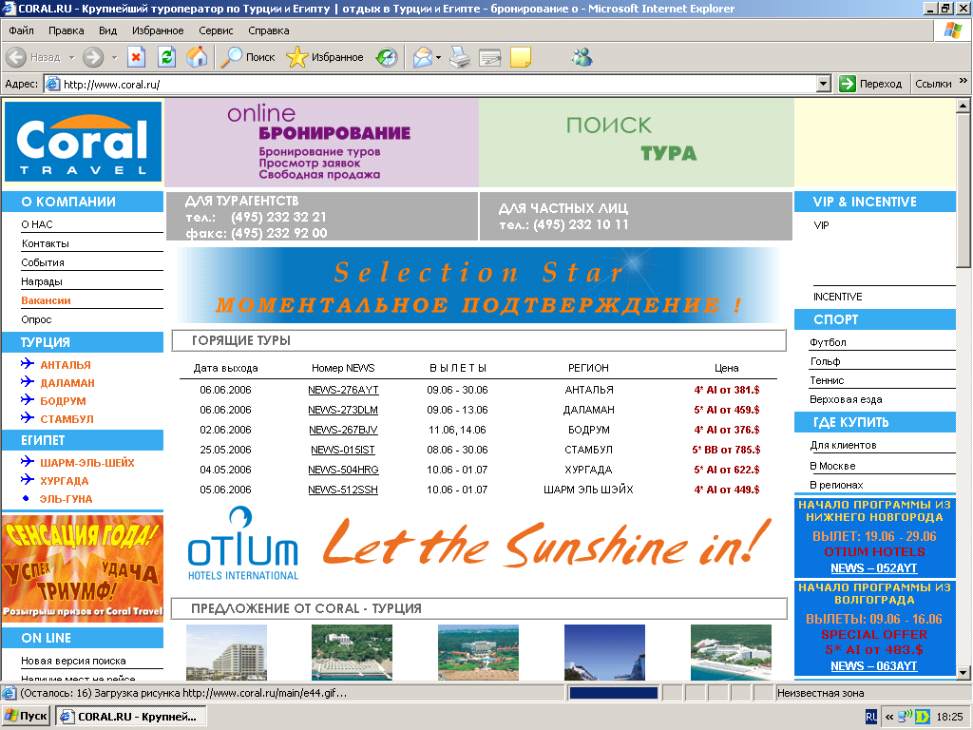 CORAL.RU - Крупнейший туроператор по Турции и Египту | отдых в Турции и Египте - бронирование о - Microsoft Internet Explorer
Файл Правка Вид Избранное Сервис Справка
Назад Поиск Избранное
Адрес: http://www.coral.ru/ Переход Ссылки »
Coral
TRAVEL
online
БРОНИРОВАНИЕ
Бронирование туров
Просмотр заявок
Свободная продажа
ПОИСК
ТУРА
О КОМПАНИИ
О НАС
Контакты
События
Награды
Вакансии
Опрос
ТУРЦИЯ
АНТАЛЬЯ
ДАЛАМАН
БОДРУМ
СТАМБУЛ
ЕГИПЕТ
ШАРМ-ЭЛЬ-ШЕЙХ
ХУРГАДА
ЭЛЬ-ГУНА
СЕНСАЦИЯ ГОДА!
УСПЕХ УДАЧА
ТРИУМФ!
Розыгрыш призов от Coral Travel
ON LINE
Новая версия поиска
Наличие мест на рейсе
ДЛЯ ТУРАГЕНТСТВ
тел.: (495) 232 32 21
факс: (495) 232 92 00
ДЛЯ ЧАСТНЫХ ЛИЦ
тел.: (495) 232 10 11
Selection Star
МОМЕНТАЛЬНОЕ ПОДТВЕРЖДЕНИЕ !
ГОРЯЩИЕ ТУРЫ
Дата выхода Номер NEWS ВЫЛЕТЫ РЕГИОН Цена
06.06.2006 NEWS-276AYT 09.06 - 30.06 АНТАЛЬЯ 4* AI от 381.$
06.06.2006 NEWS-273DLM 09.06 - 13.06 ДАЛАМАН 5* AI от 459.$
02.06.2006 NEWS-267BJV 11.06, 14.06 БОДРУМ 4* AI от 376.$
25.05.2006 NEWS-015IST 08.06 - 30.06 СТАМБУЛ 5* BB от 785.$
04.05.2006 NEWS-504HRG 10.06 - 01.07 ХУРГАДА 5* AI от 622.$
05.06.2006 NEWS-512SSH 10.06 - 01.07 ШАРМ ЭЛЬ ШЭЙХ 4* AI от 449.$
OTIUM
HOTELS INTERNATIONAL
Let the Sunshine in!
ПРЕДЛОЖЕНИЕ ОТ CORAL - ТУРЦИЯ
VIP & INCENTIVE
VIP
INCENTIVE
СПОРТ
Футбол
Гольф
Теннис
Верховая езда
ГДЕ КУПИТЬ
Для клиентов
В Москве
В регионах
НАЧАЛО ПРОГРАММЫ ИЗ
НИЖНЕГО НОВГОРОДА
ВЫЛЕТ: 19.06 - 29.06
OTIUM HOTELS
NEWS – 052AYT
НАЧАЛО ПРОГРАММЫ ИЗ
ВОЛГОГРАДА
ВЫЛЕТЫ: 09.06 - 16.06
SPECIAL OFFER
5* AI от 483.$
NEWS – 063AYT
(Осталось: 16) Загрузка рисунка http://www.coral.ru/main/e44.gif... Неизвестная зона
Пуск CORAL.RU - Крупней... RU « 18:25